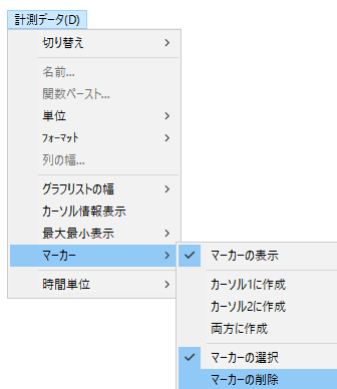 計測データ(D)
切り替え
名前...
関数ペースト...
単位
フォーマット
列の幅...
グラフリストの幅
カーソル情報表示
最大最小表示
マーカー
時間単位
マーカーの表示
カーソル1に作成
カーソル2に作成
両方に作成
マーカーの選択
マーカーの削除